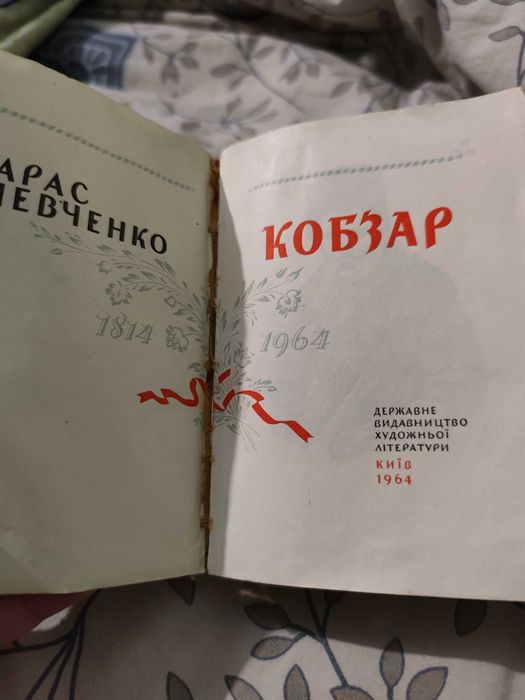 АРАС
ЕВЧЕНКО
1814
КОБЗАР
1964
ДЕРЖАВНЕ
ВИДАВНИЦТВО
ХУДОЖНЬОЇ
ЛІТЕРАТУРИ
КИЇВ
1964